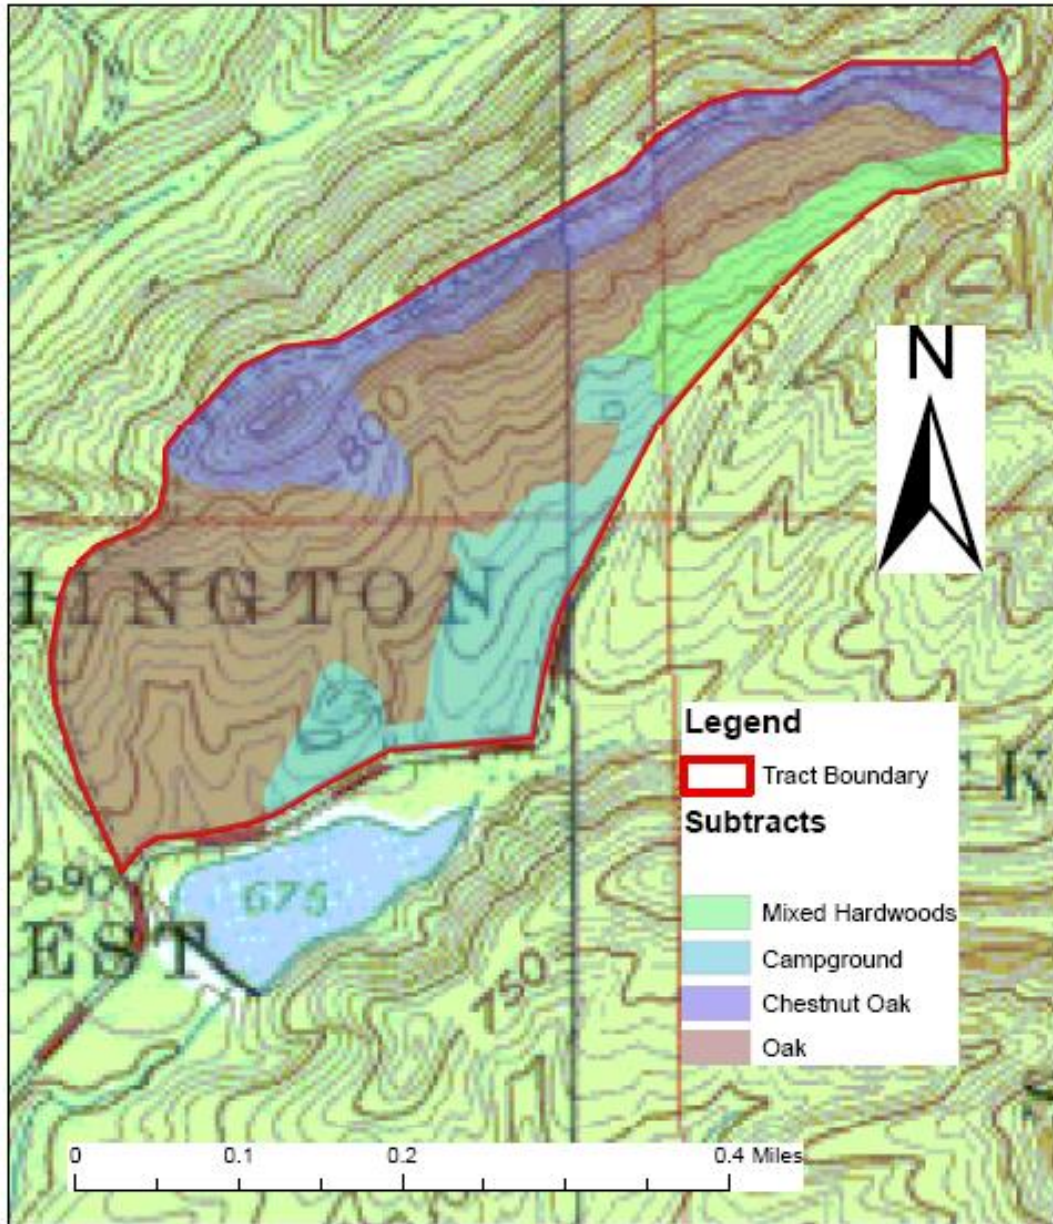 800
N
750
HINGTON
Legend
Tract Boundary
Subtracts
K
690
675
Mixed Hardwoods
EST
Campground
750
Chestnut Oak
Oak
0 0.1 0.2 0.4 Miles